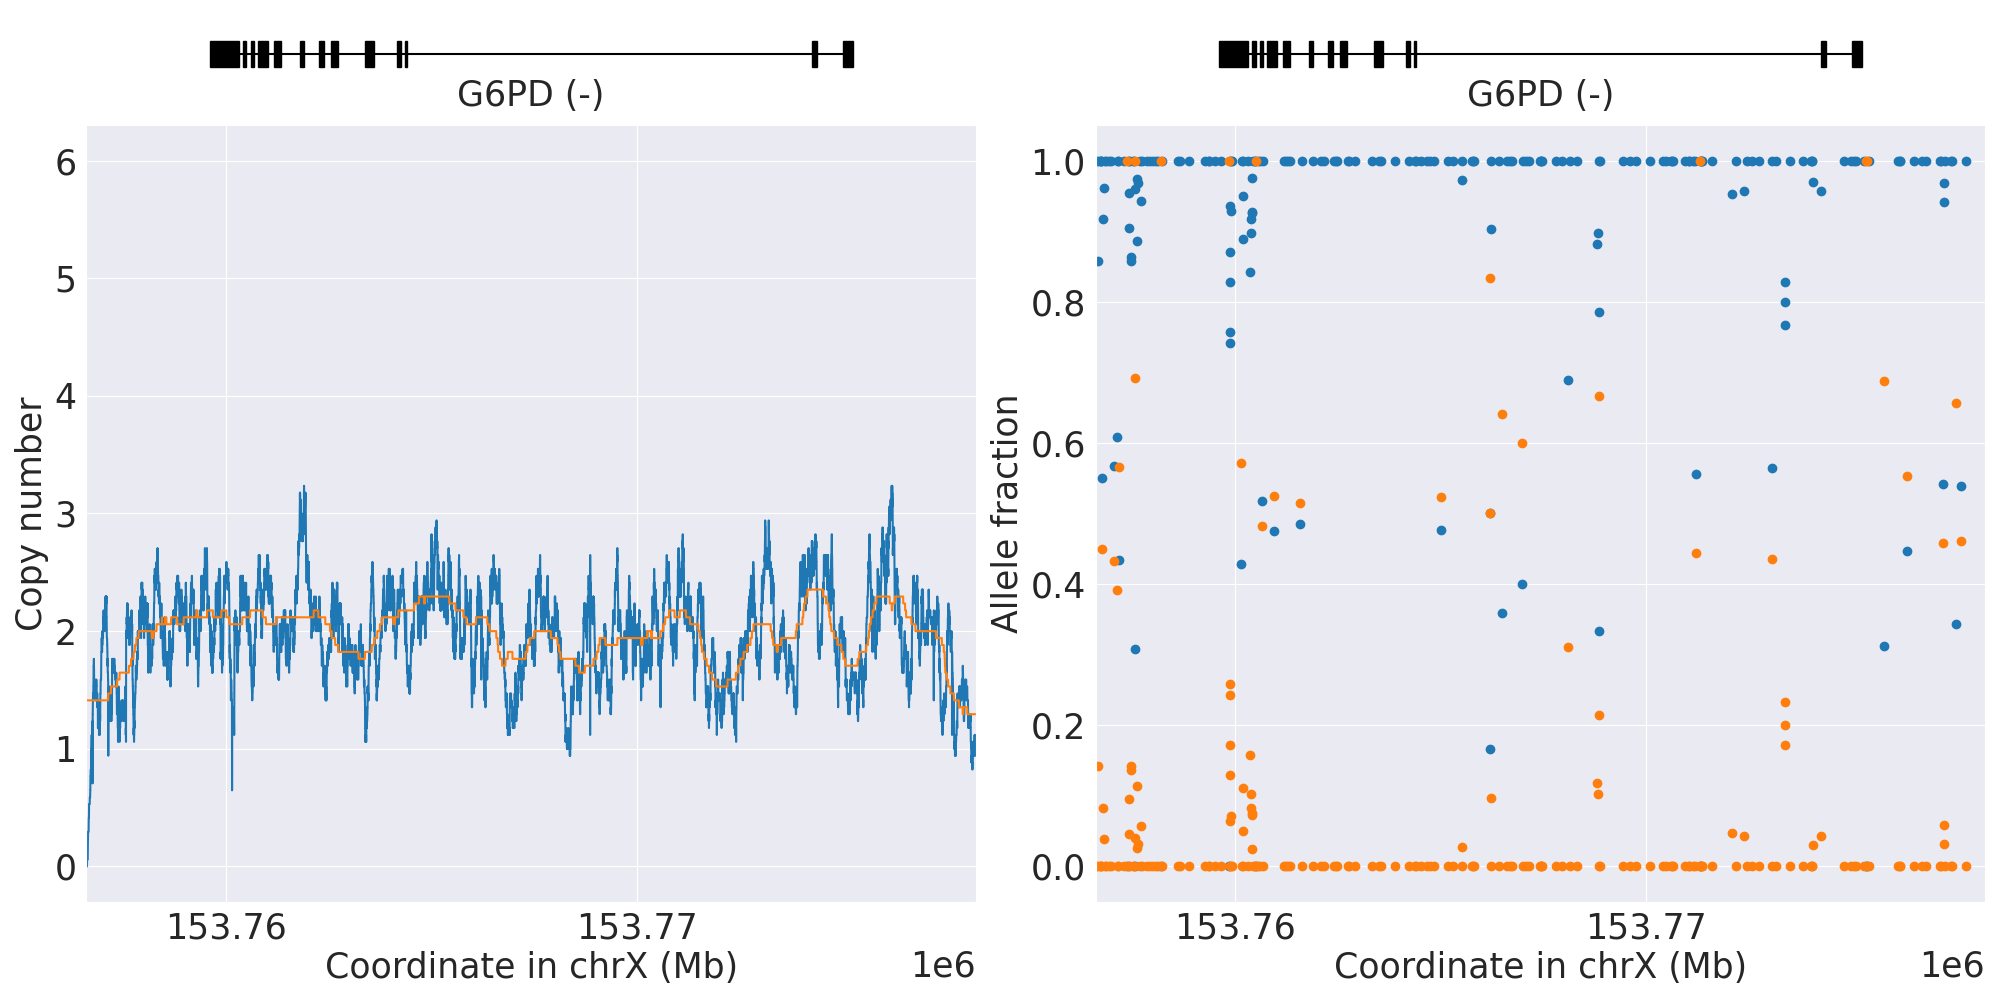 G6PD (-)
G6PD (-)
Copy number
6
5
4
3
2
1
0
153.76
153.77
Coordinate in chrX (Mb)
1e6
Allele fraction
1.0
0.8
0.6
0.4
0.2
0.0
153.76
153.77
Coordinate in chrX (Mb)
1e6